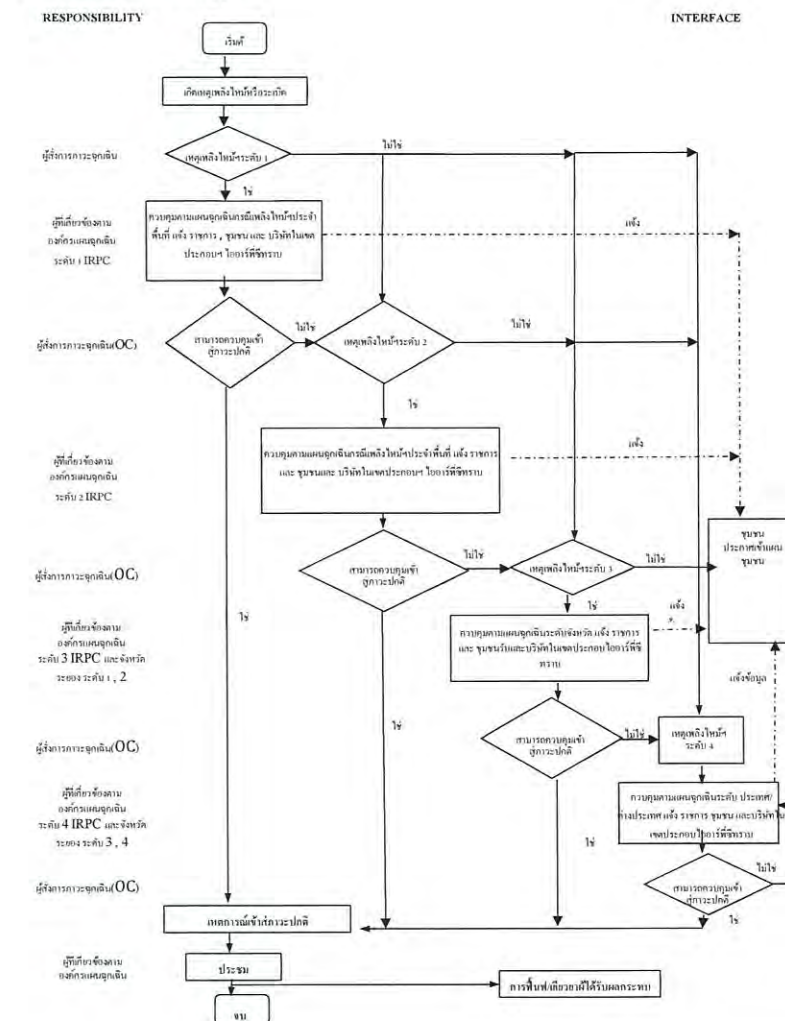 RESPONSIBILITY
INTERFACE
เริ่มต้
เกิดเหตุเพลิงไหม้หรือระเบิด
ผู้สั่งการภาวะฉุกเฉิน
เหตุเพลิงไหม้ฯระดับ 1
ไม่ใช่
ใช่
ผู้ที่เกี่ยวข้องตาม
องค์กรแผนฉุกเฉิน
ระดับ 1 IRPC
ควบคุมตามแผนฉุกเฉินกรณีเพลิงไหม้ฯประจำ
พื้นที่ แจ้ง ราชการ , ชุมชน และ บริษัทในเขต
ประกอบฯ ไออาร์พีซีทราบ
แจ้ง
ผู้สั่งการภาวะฉุกเฉิน(OC)
สามารถควบคุมเข้า
สู่ภาวะปกติ
ไม่ใช่
เหตุเพลิงไหม้ฯระดับ 2
ไม่ใช่
ใช่
ผู้ที่เกี่ยวข้องตาม
องค์กรแผนฉุกเฉิน
ระดับ 2 IRPC
ควบคุมตามแผนฉุกเฉินกรณีเพลิงไหม้ฯประจำพื้นที่ แจ้ง ราชการ
และ ชุมชนและ บริษัทในเขตประกอบฯ ไออาร์พีซีทราบ
แจ้ง
ชุมชน
ประกาศเข้าแผน
ชุมชน
ผู้สั่งการภาวะฉุกเฉิน(OC)
สามารถควบคุมเข้า
สู่ภาวะปกติ
ไม่ใช่
เหตุเพลิงไหม้ฯระดับ 3
ไม่ใช่
ใช่
ใช่
แจ้ง
ผู้ที่เกี่ยวข้องตาม
องค์กรแผนฉุกเฉิน
ระดับ 3 IRPC และจังหวัด
ระยอง ระดับ 1 , 2
ควบคุมตามแผนฉุกเฉินระดับจังหวัด แจ้ง ราชการ
และ ชุมชนรับและบริษัทในเขตประกอบไออาร์พีซี
ทราบ
แจ้งข้อมูล
ผู้สั่งการภาวะฉุกเฉิน(OC)
ใช่
สามารถควบคุมเข้า
สู่ภาวะปกติ
ไม่ใช่
เหตุเพลิงไหม้ฯ
ระดับ 4
ผู้ที่เกี่ยวข้องตาม
องค์กรแผนฉุกเฉิน
ระดับ 4 IRPC และจังหวัด
ระยอง ระดับ 3 , 4
ควบคุมตามแผนฉุกเฉินระดับ ประเทศ/
ต่างประเทศ แจ้ง ราชการ ชุมชน และบริษัทใน
เขตประกอบไออาร์พีซีทราบ
ใช่
ไม่ใช่
ผู้สั่งการภาวะฉุกเฉิน(OC)
สามารถควบคุมเข้า
สู่ภาวะปกติ
ใช่
เหตุการณ์เข้าสู่ภาวะปกติ
ผู้ที่เกี่ยวข้องตาม
องค์กรแผนฉุกเฉิน
ประชุม
การฟื้นฟู/เยียวยาผู้ได้รับผลกระทบ
จบ